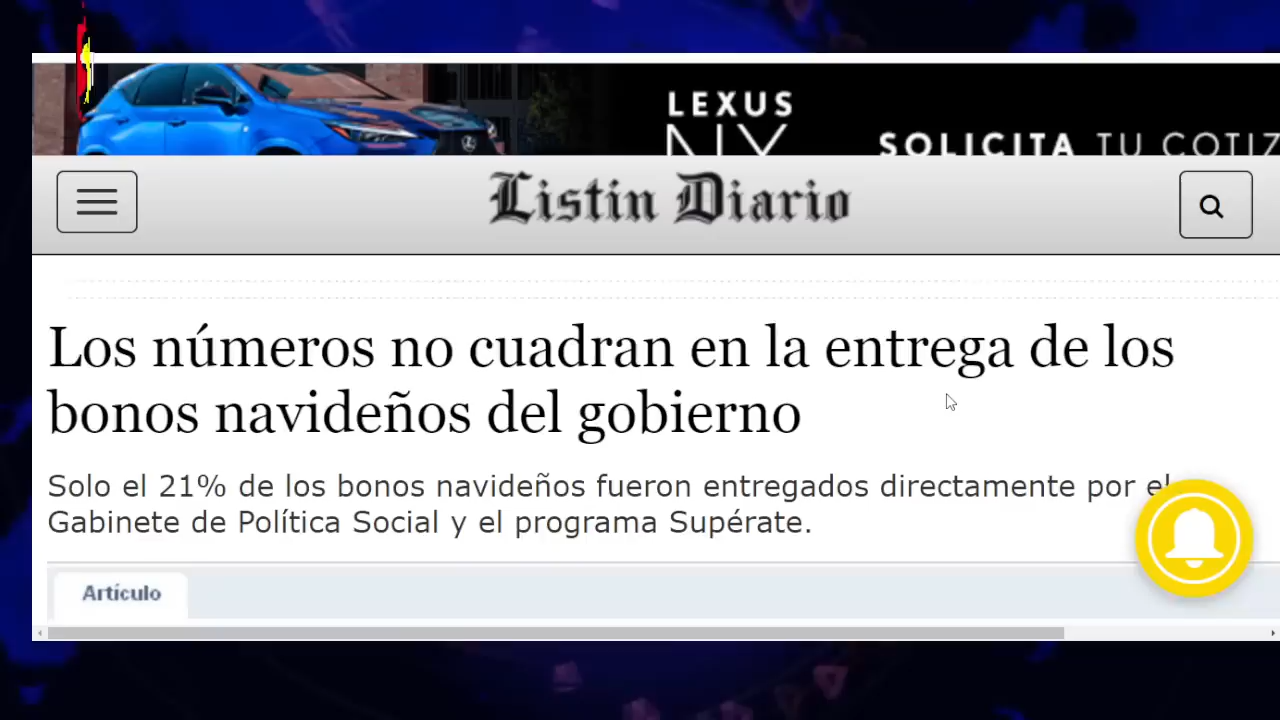 LEXUS
NX
SOLICITA TU COTIZ
Listin Diario
Los números no cuadran en la entrega de los
bonos navideños del gobierno
Solo el 21% de los bonos navideños fueron entregados directamente por el
Gabinete de Política Social y el programa Supérate.
Artículo